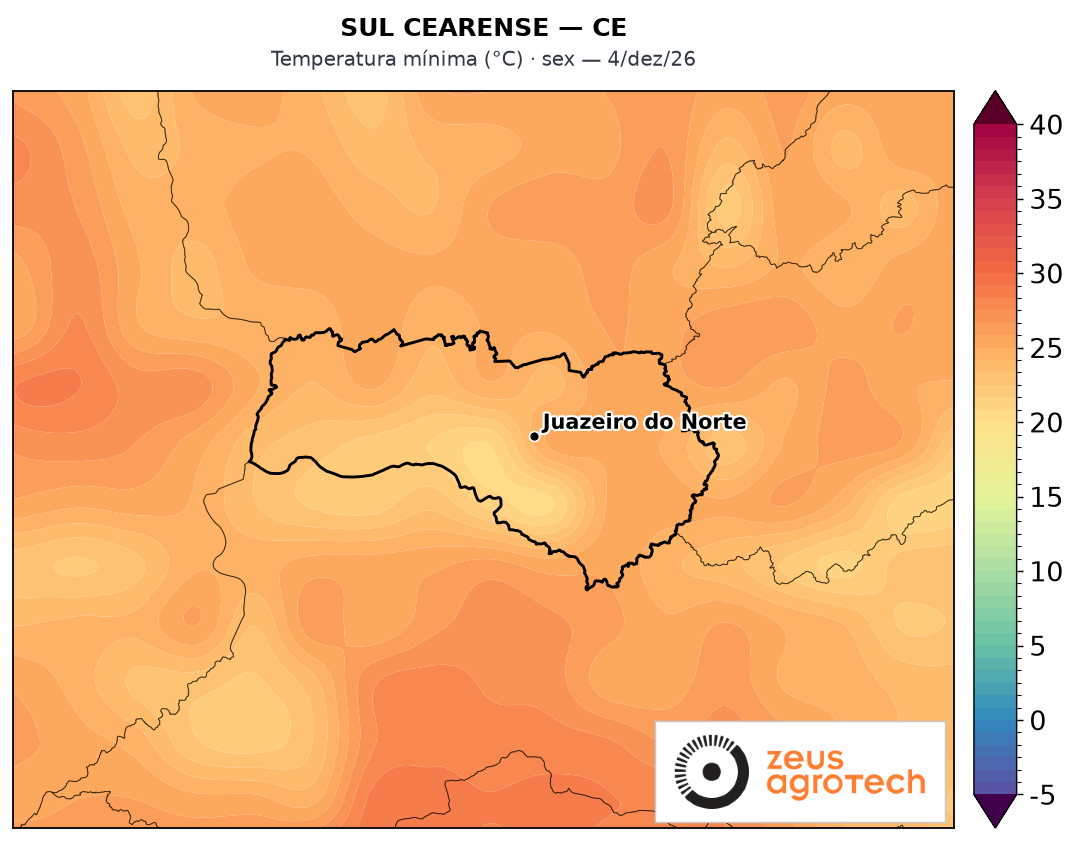 SUL CEARENSE — CE
Temperatura mínima (°C) · sex — 4/dez/26
Juazeiro do Norte
40
35
30
25
20
15
10
5
0
-5
zeus
agrotech